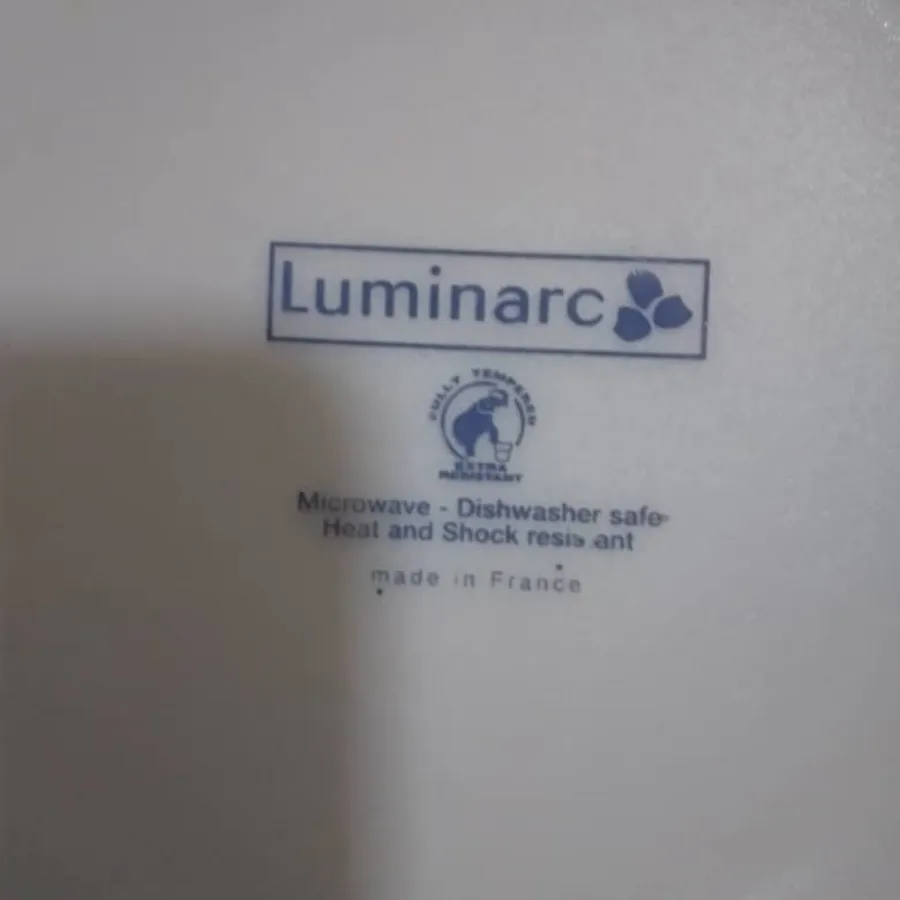 Luminarc
FULLY TEMPERED
EXTRA
RESISTANT
Microwave - Dishwasher safe
Heat and Shock resis ant
made in France